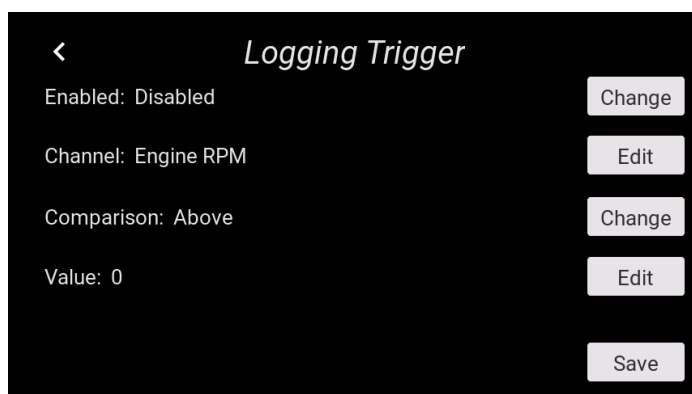 Logging Trigger
Enabled: Disabled Change
Channel: Engine RPM Edit
Comparison: Above Change
Value: 0 Edit
Save